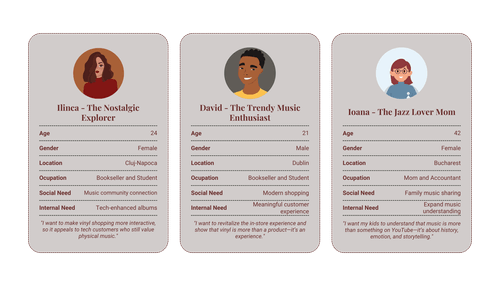 Ilinca - The Nostalgic
Explorer
Age 24
Gender Female
Location Cluj-Napoca
Ocupation Bookseller and Student
Social Need Music community connection
Internal Need Tech-enhanced albums
"I want to make vinyl shopping more interactive,
so it appeals to tech customers who still value
physical music."
David - The Trendy Music
Enthusiast
Age 21
Gender Male
Location Dublin
Ocupation Bookseller and Student
Social Need Modern shopping
Internal Need Meaningful customer
experience
"I want to revitalize the in-store experience and
show that vinyl is more than a product—it's an
experience."
Ioana - The Jazz Lover Mom
Age 42
Gender Female
Location Bucharest
Ocupation Mom and Accountant
Social Need Family music sharing
Internal Need Expand music
understanding
"I want my kids to understand that music is more
than something on YouTube—it's about history,
emotion, and storytelling."